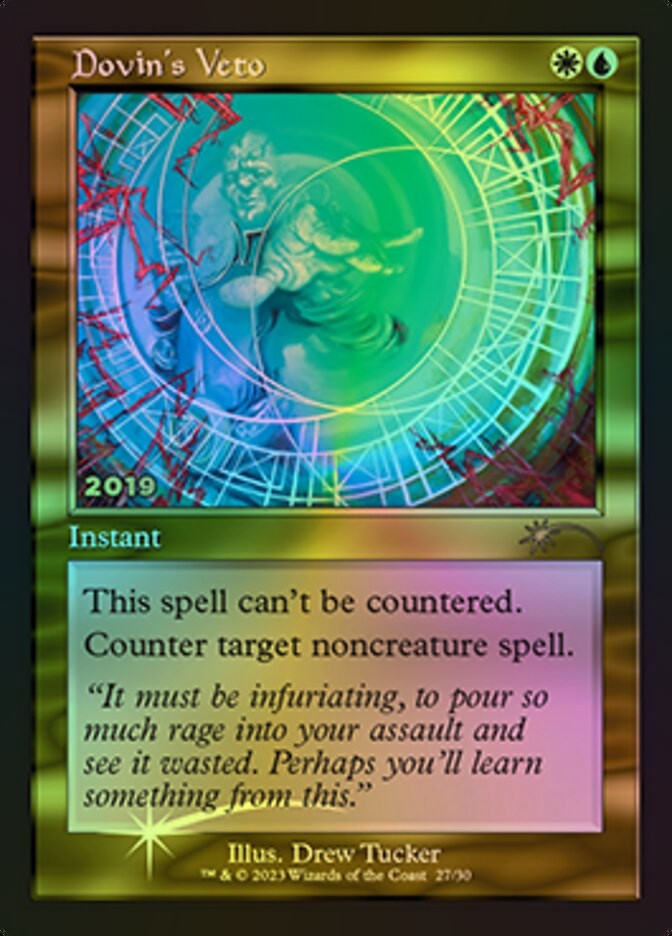 Dovin's Veto
2019
Instant
This spell can't be countered.
Counter target noncreature spell.
“It must be infuriating, to pour so
much rage into your assault and
see it wasted. Perhaps you'll learn
something from this.”
Illus. Drew Tucker
™ & © 2023 Wizards of the Coast 27/30